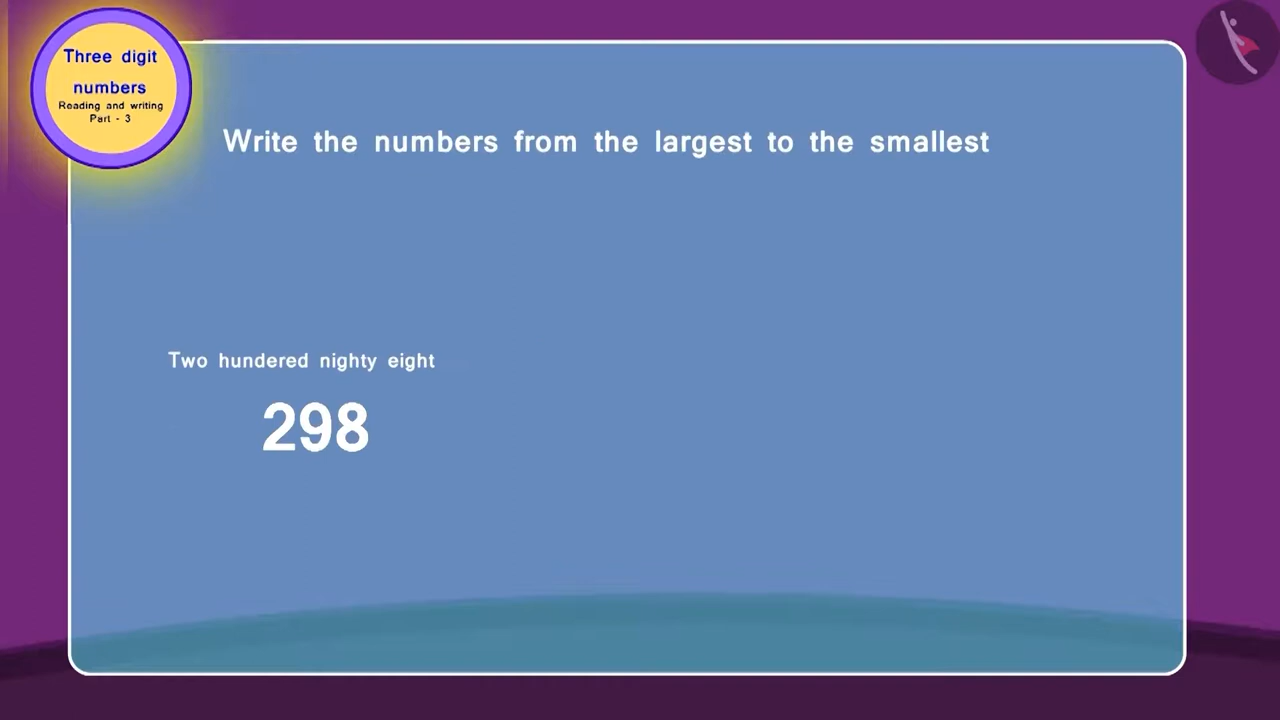 Three digit
numbers
Reading and writing
Part - 3
Write the numbers from the largest to the smallest
Two hundered nighty eight
298